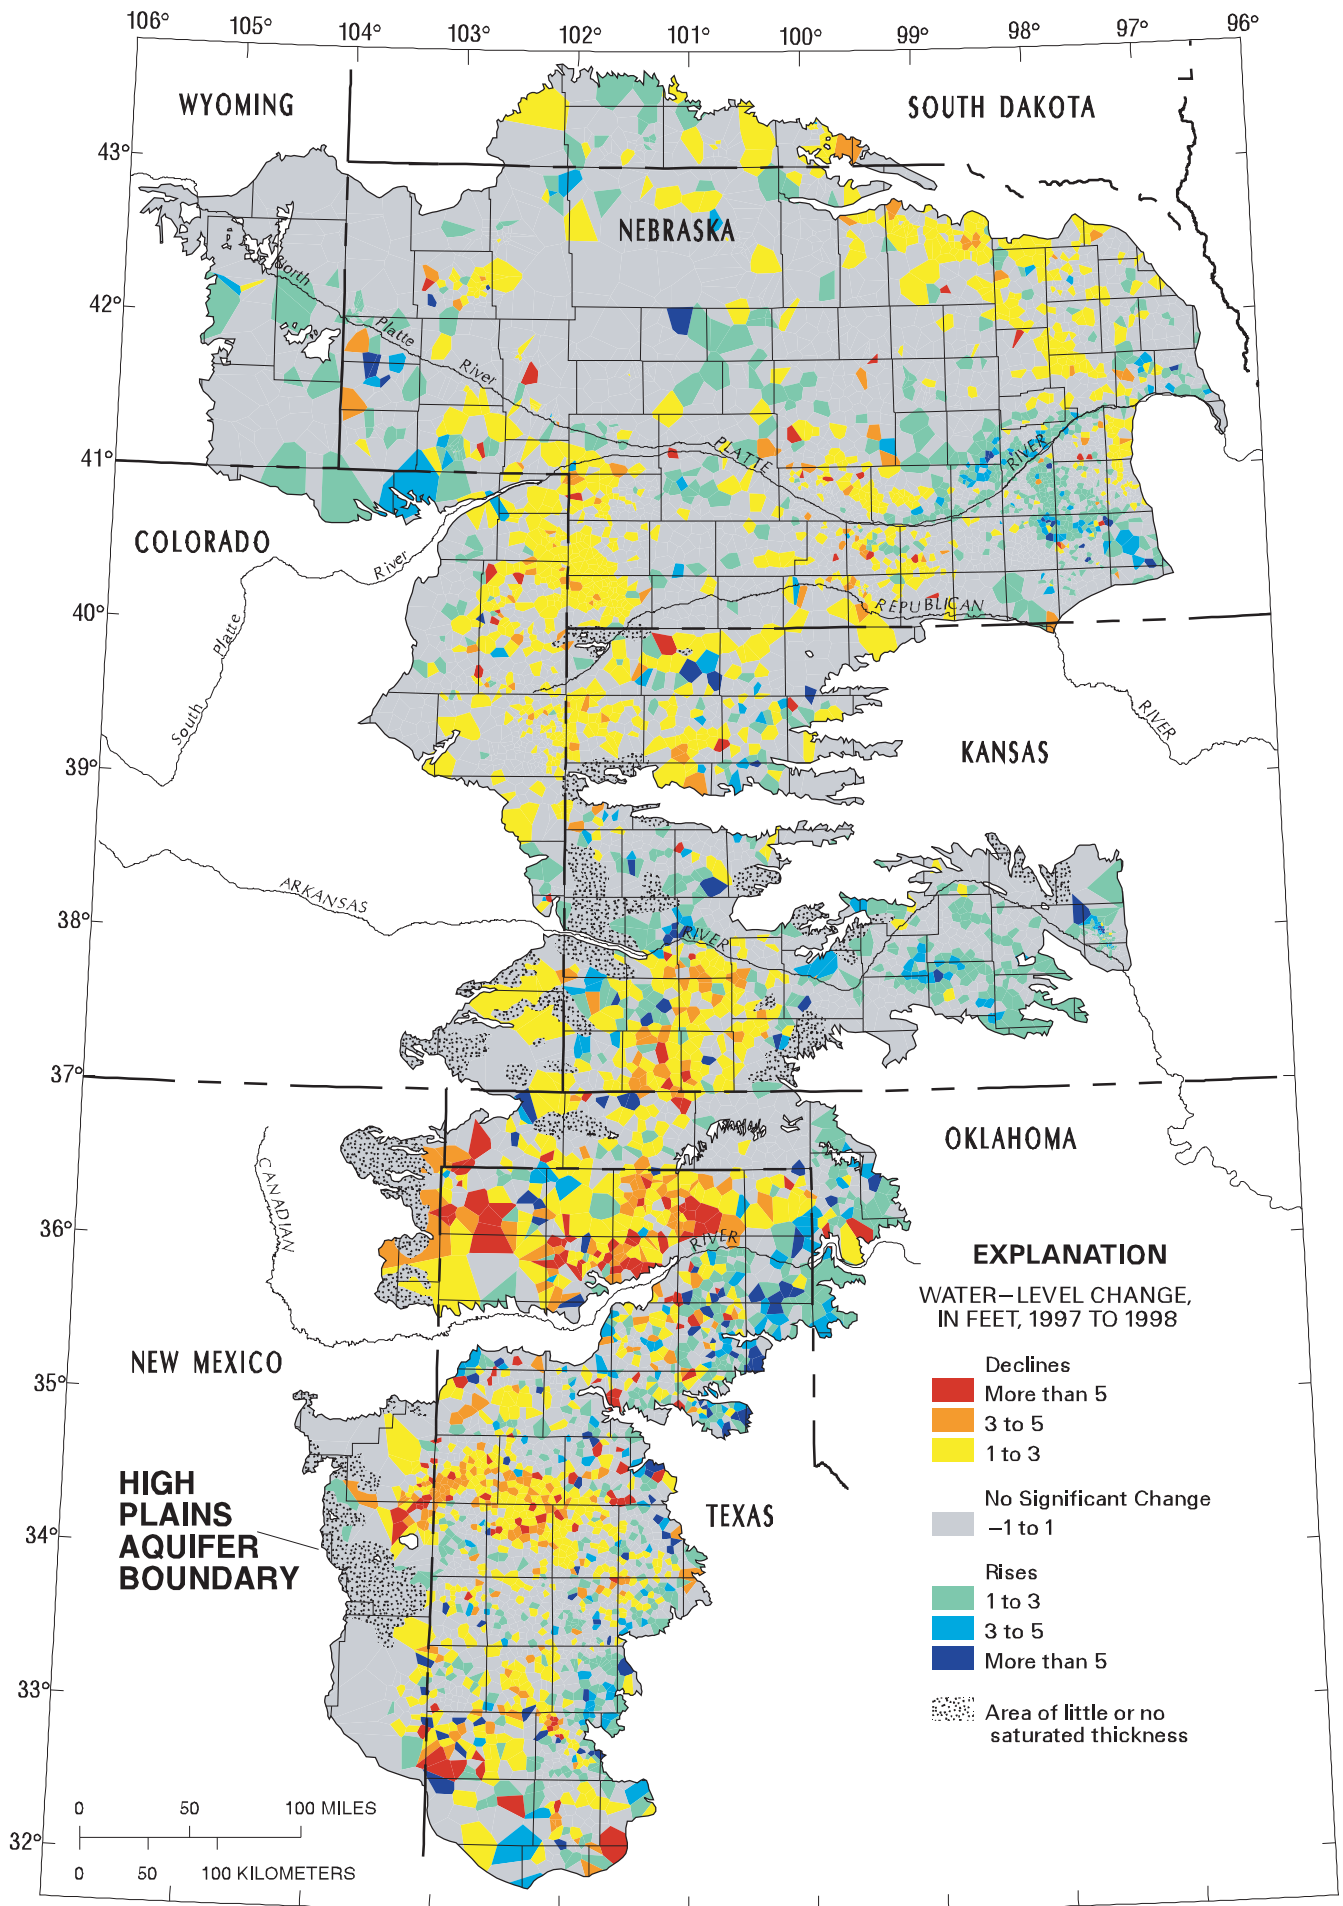 106° 105° 104° 103° 102° 101° 100° 99° 98° 97° 96°
WYOMING
SOUTH DAKOTA
43°
NEBRASKA
North
42°
Platte
River
PLATTE
RIVER
41°
COLORADO
River
40°
REPUBLICAN
Platte
South
RIVER
KANSAS
39°
ARKANSAS
38°
RIVER
37°
OKLAHOMA
CANADIAN
36°
RIVER
EXPLANATION
WATER–LEVEL CHANGE,
IN FEET, 1997 TO 1998
NEW MEXICO
Declines
35°
More than 5
3 to 5
1 to 3
HIGH
PLAINS
AQUIFER
BOUNDARY
No Significant Change
–1 to 1
TEXAS
34°
Rises
1 to 3
3 to 5
More than 5
33°
Area of little or no
saturated thickness
0 50 100 MILES
32°
0 50 100 KILOMETERS